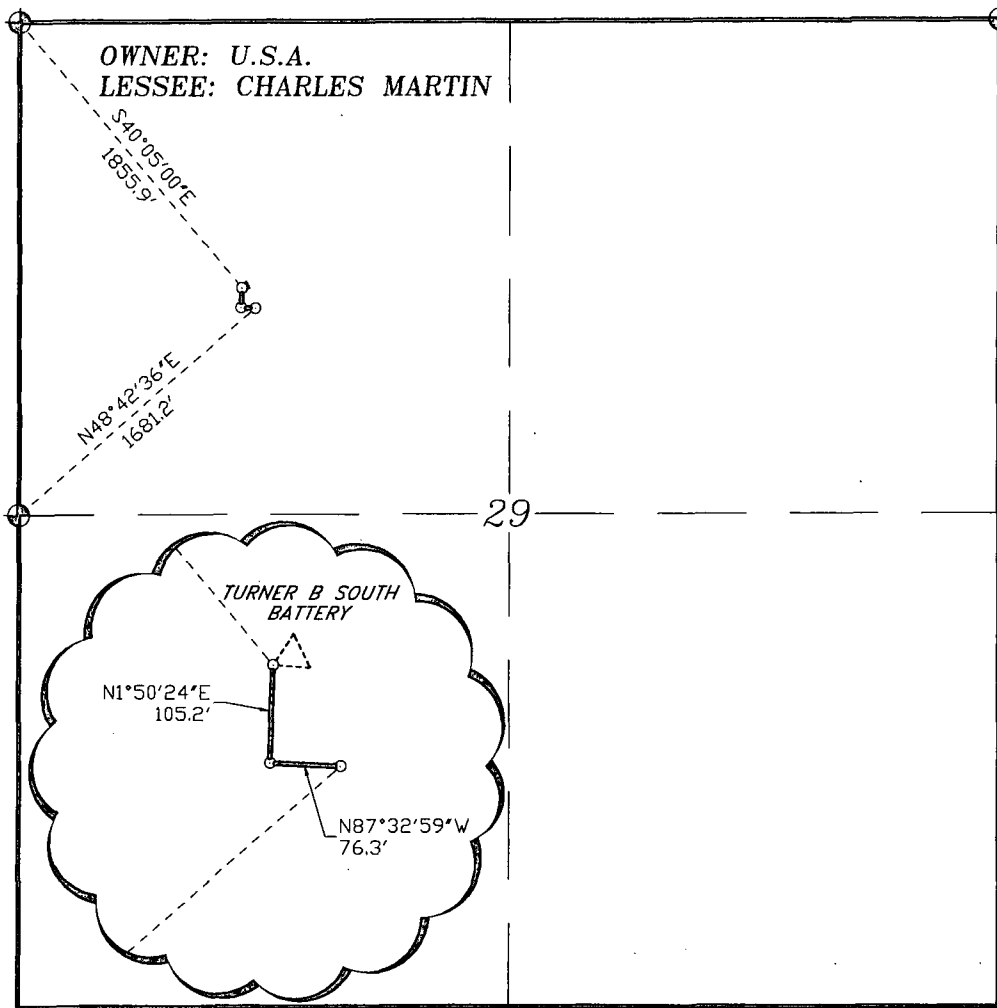 OWNER: U.S.A.
LESSEE: CHARLES MARTIN
S40°05'00"E
1855.9'
N48°42'36"E
1681.2'
29
TURNER B SOUTH
BATTERY
N1°50'24"E
105.2'
N87°32'59"W
76.3'